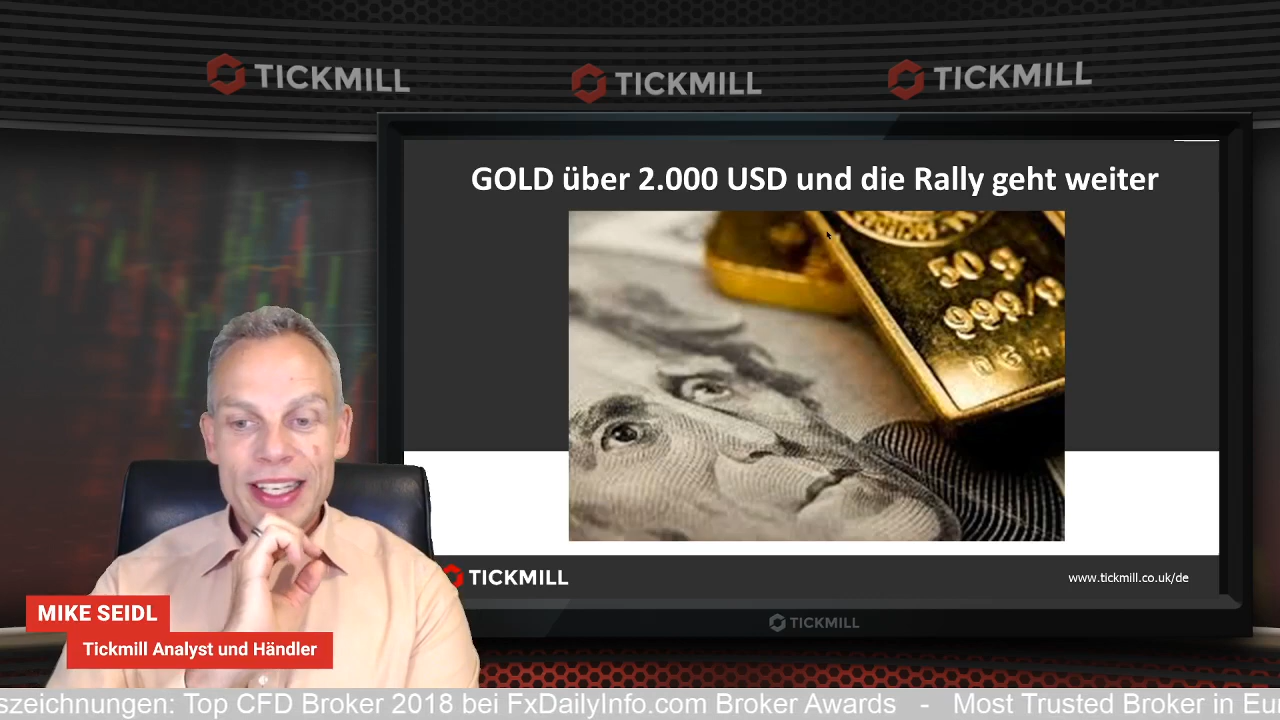 TICKMILL
TICKMILL
TICKMILL
GOLD über 2.000 USD und die Rally geht weiter
50 g
999/9
TICKMILL
www.tickmill.co.uk/de
TICKMILL
MIKE SEIDL
Tickmill Analyst und Händler
szeichnungen: Top CFD Broker 2018 bei FxDailyInfo.com Broker Awards - Most Trusted Broker in Eu